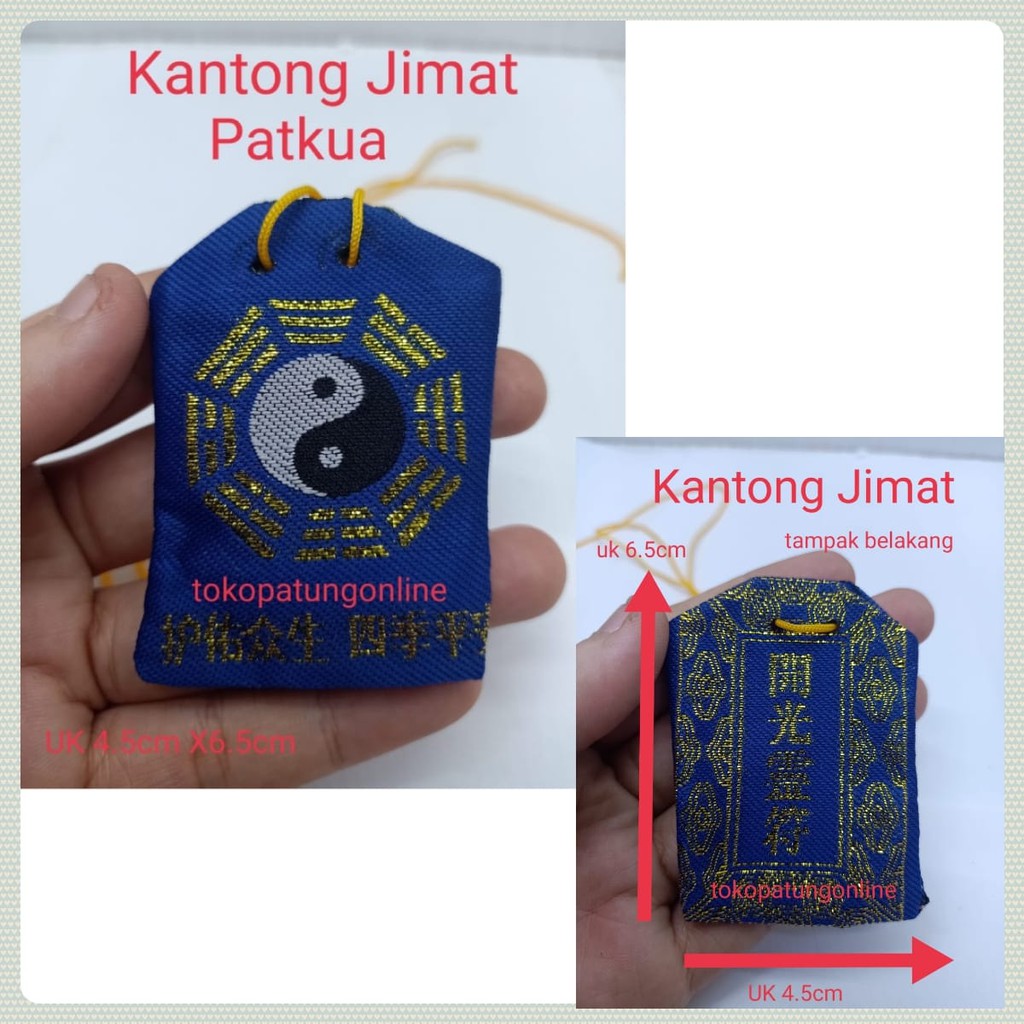 Kantong Jimat
Patkua
tokopatungonline
护佑众生 四季平安
UK 4.5cm X6.5cm
Kantong Jimat
tampak belakang
uk 6.5cm
開光靈符
tokopatungonline
UK 4.5cm